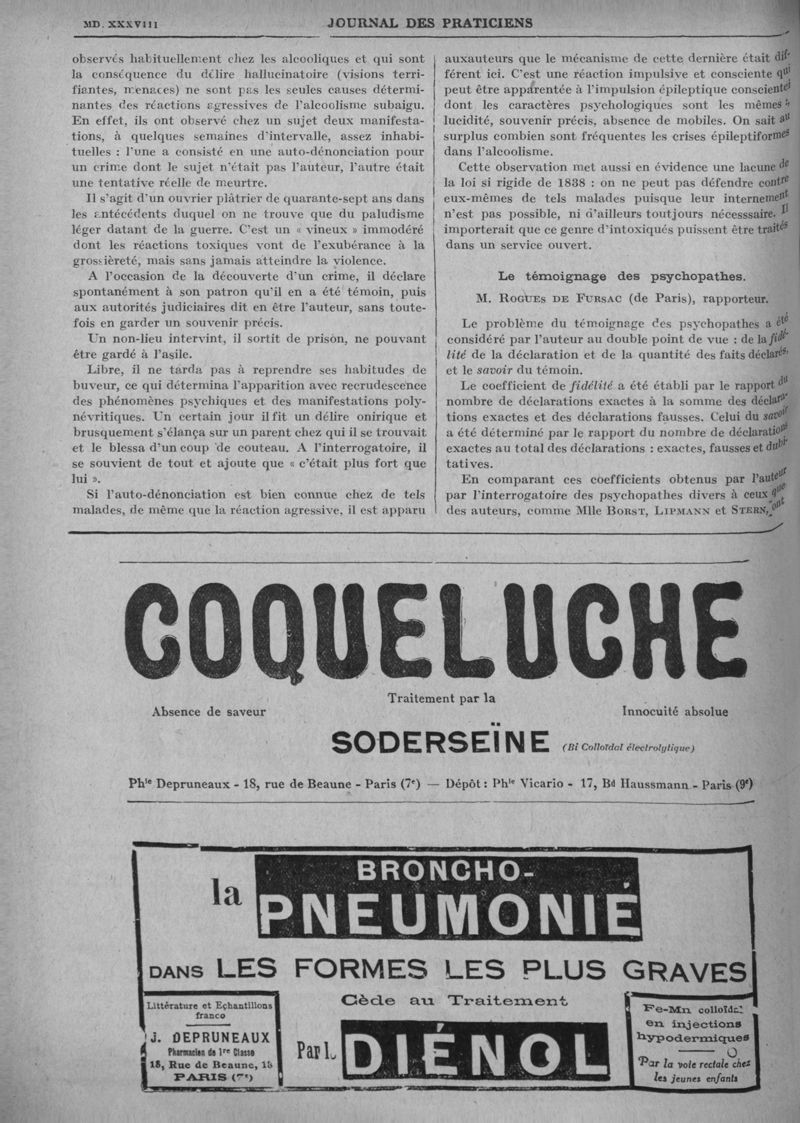 MD. XXXVIII
JOURNAL DES PRATICIENS
observés habituellement chez les alcooliques et qui sont
la conséquence du délire hallucinatoire (visions terri-
fiantes, menaces) ne sont pas les seules causes détermi-
nantes des réactions agressives de l'alcoolisme subaigu.
En effet, ils ont observé chez un sujet deux manifesta-
tions, à quelques semaines d'intervalle, assez inhabi-
tuelles : l'une a consisté en une auto-dénonciation pour
un crime dont le sujet n'était pas l'auteur, l'autre était
une tentative réelle de meurtre.
Il s'agit d'un ouvrier plâtrier de quarante-sept ans dans
les antécédents duquel on ne trouve que du paludisme
léger datant de la guerre. C'est un « vineux » immodéré
dont les réactions toxiques vont de l'exubérance à la
grossièreté, mais sans jamais atteindre la violence.
A l'occasion de la découverte d'un crime, il déclare
spontanément à son patron qu'il en a été témoin, puis
aux autorités judiciaires dit en être l'auteur, sans toute-
fois en garder un souvenir précis.
Un non-lieu intervint, il sortit de prison, ne pouvant
être gardé à l'asile.
Libre, il ne tarda pas à reprendre ses habitudes de
buveur, ce qui détermina l'apparition avec recrudescence
des phénomènes psychiques et des manifestations poly-
névritiques. Un certain jour il fit un délire onirique et
brusquement s'élança sur un parent chez qui il se trouvait
et le blessa d'un coup de couteau. A l'interrogatoire, il
se souvient de tout et ajoute que « c'était plus fort que
lui ».
Si l'auto-dénonciation est bien connue chez de tels
malades, de même que la réaction agressive, il est apparu
auxauteurs que le mécanisme de cette dernière était dif-
férent ici. C'est une réaction impulsive et consciente qui
peut être apparentée à l'impulsion épileptique consciente
dont les caractères psychologiques sont les mêmes :
lucidité, souvenir précis, absence de mobiles. On sait au
surplus combien sont fréquentes les crises épileptiformes
dans l'alcoolisme.
Cette observation met aussi en évidence une lacune de
la loi si rigide de 1838 : on ne peut pas défendre contre
eux-mêmes de tels malades puisque leur internement
n'est pas possible, ni d'ailleurs toutjours nécesssaire. Il
importerait que ce genre d'intoxiqués puissent être traités
dans un service ouvert.
Le témoignage des psychopathes.
M. ROGUES DE FURSAC (de Paris), rapporteur.
Le problème du témoignage des psychopathes a été
considéré par l'auteur au double point de vue : de la fidé-
lité de la déclaration et de la quantité des faits déclarés,
et le savoir du témoin.
Le coefficient de fidélité a été établi par le rapport du
nombre de déclarations exactes à la somme des déclara-
tions exactes et des déclarations fausses. Celui du savoir
a été déterminé par le rapport du nombre de déclarations
exactes au total des déclarations : exactes, fausses et dubi-
tatives.
En comparant ces coefficients obtenus par l'auteur
par l'interrogatoire des psychopathes divers à ceux que
des auteurs, comme Mlle BORST, LIPMANN et STERN, ont
COQUELUCHE
Traitement par la
Absence de saveur
Innocuité absolue
SODERSEÏNE (Bi Colloïdal électrolytique)
Phie Depruneaux - 18, rue de Beaune - Paris (7e) — Dépôt : Phie Vicario - 17, Bd Haussmann - Paris (9e)
la BRONCHO-
PNEUMONIE
DANS LES FORMES LES PLUS GRAVES
Cède au Traitement
Littérature et Echantillons
franco
J. DEPRUNEAUX
Pharmacien de 1re Classe
18, Rue de Beaune, 18
PARIS (7e)
Par L DIÉNOL
Fe-Mn colloïdal
en injections
hypodermiques
O
Par la voie rectale chez
les jeunes enfants